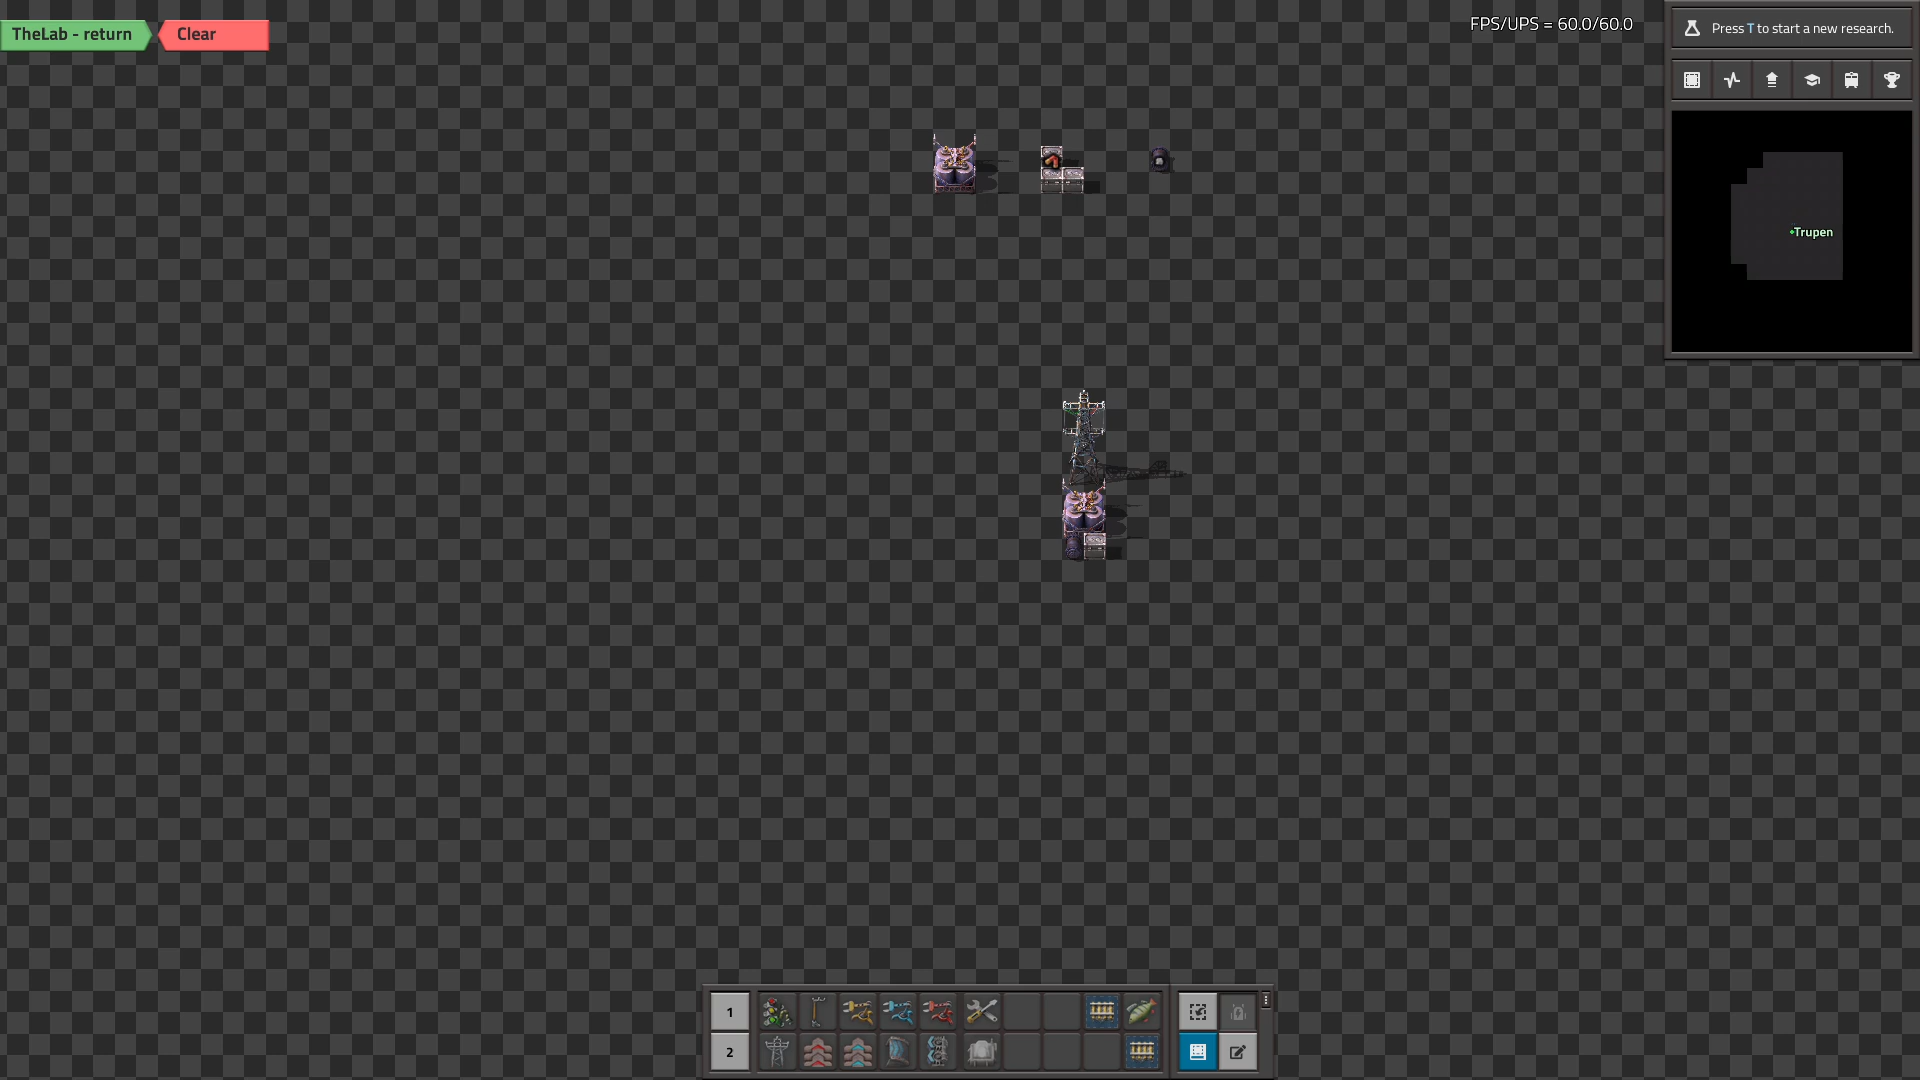 TheLab - return
Clear
FPS/UPS = 60.0/60.0
Press T to start a new research.
Trupen
1
2